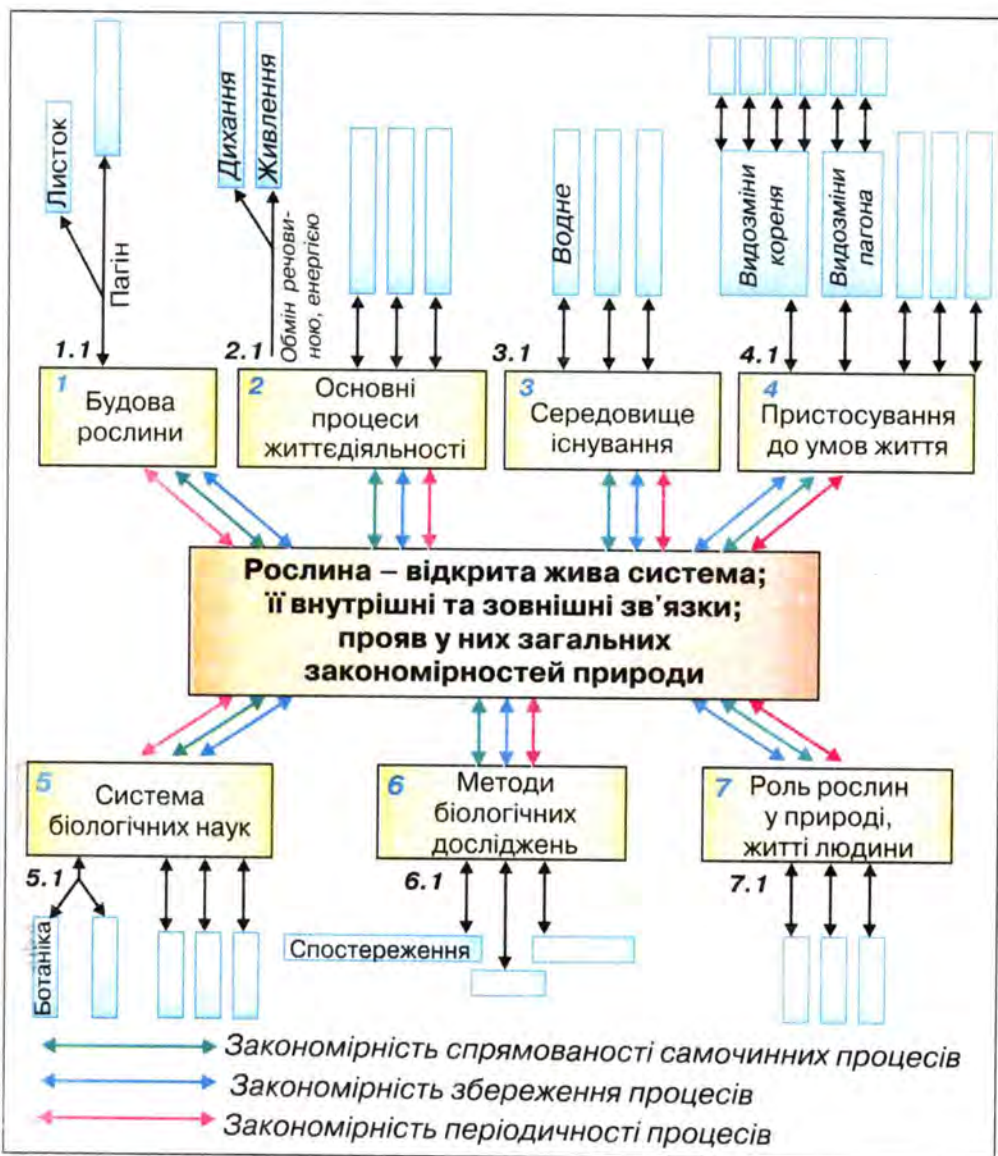 Листок
Пагін
1.1
Дихання
Живлення
Обмін речови-
ною, енергією
2.1
Водне
3.1
Видозміни
кореня
Видозміни
пагона
4.1
1
Будова
рослини
2
Основні
процеси
життєдіяльності
3
Середовище
існування
4
Пристосування
до умов життя
Рослина – відкрита жива система;
її внутрішні та зовнішні зв'язки;
прояв у них загальних
закономірностей природи
5
Система
біологічних наук
6
Методи
біологічних
досліджень
7
Роль рослин
у природі,
житті людини
5.1
Ботаніка
6.1
Спостереження
7.1
Закономірність спрямованості самочинних процесів
Закономірність збереження процесів
Закономірність періодичності процесів